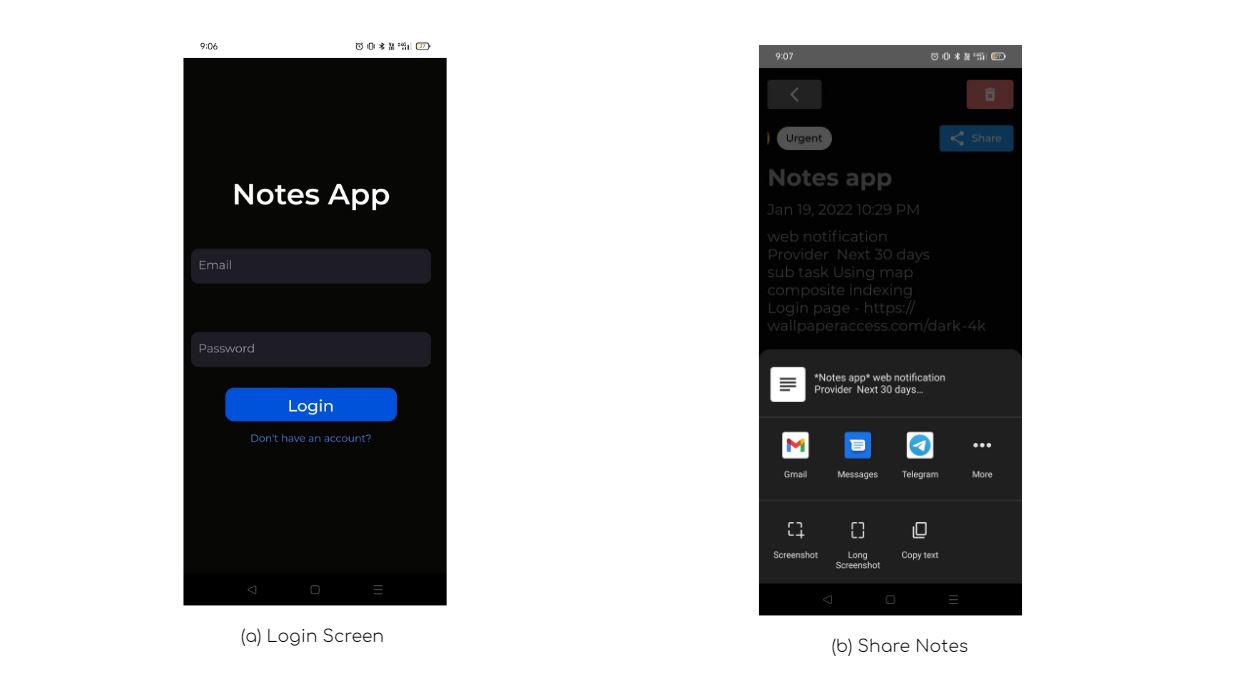 9:06
27
Notes App
Email
Password
Login
Don't have an account?
(a) Login Screen
9:07
Urgent
Share
Notes app
Jan 19, 2022 10:29 PM
web notification
Provider Next 30 days
sub task Using map
composite indexing
Login page - https://
wallpaperaccess.com/dark-4k
*Notes app* web notification
Provider Next 30 days...
Gmail
Messages
Telegram
More
Screenshot
Long
Screenshot
Copy text
(b) Share Notes